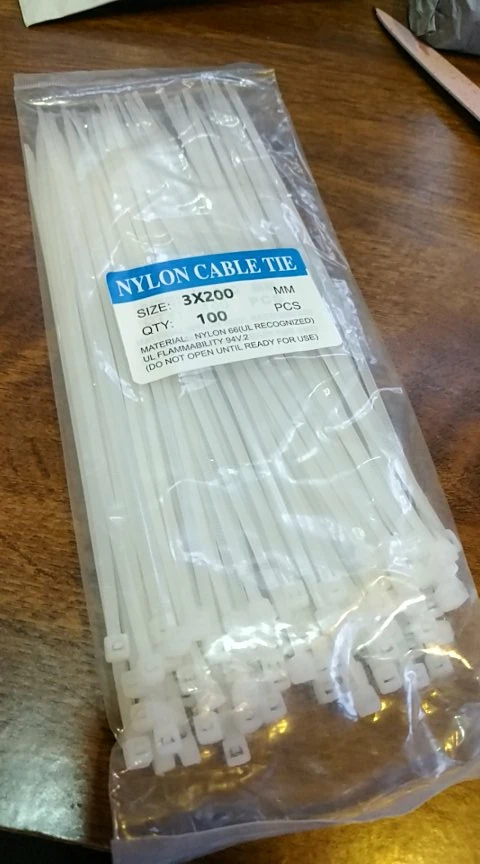 NYLON CABLE TIE
SIZE: 3X200 MM
QTY: 100 PCS
MATERIAL: NYLON 66(UL RECOGNIZED)
UL FLAMMABILITY 94V.2
(DO NOT OPEN UNTIL READY FOR USE)